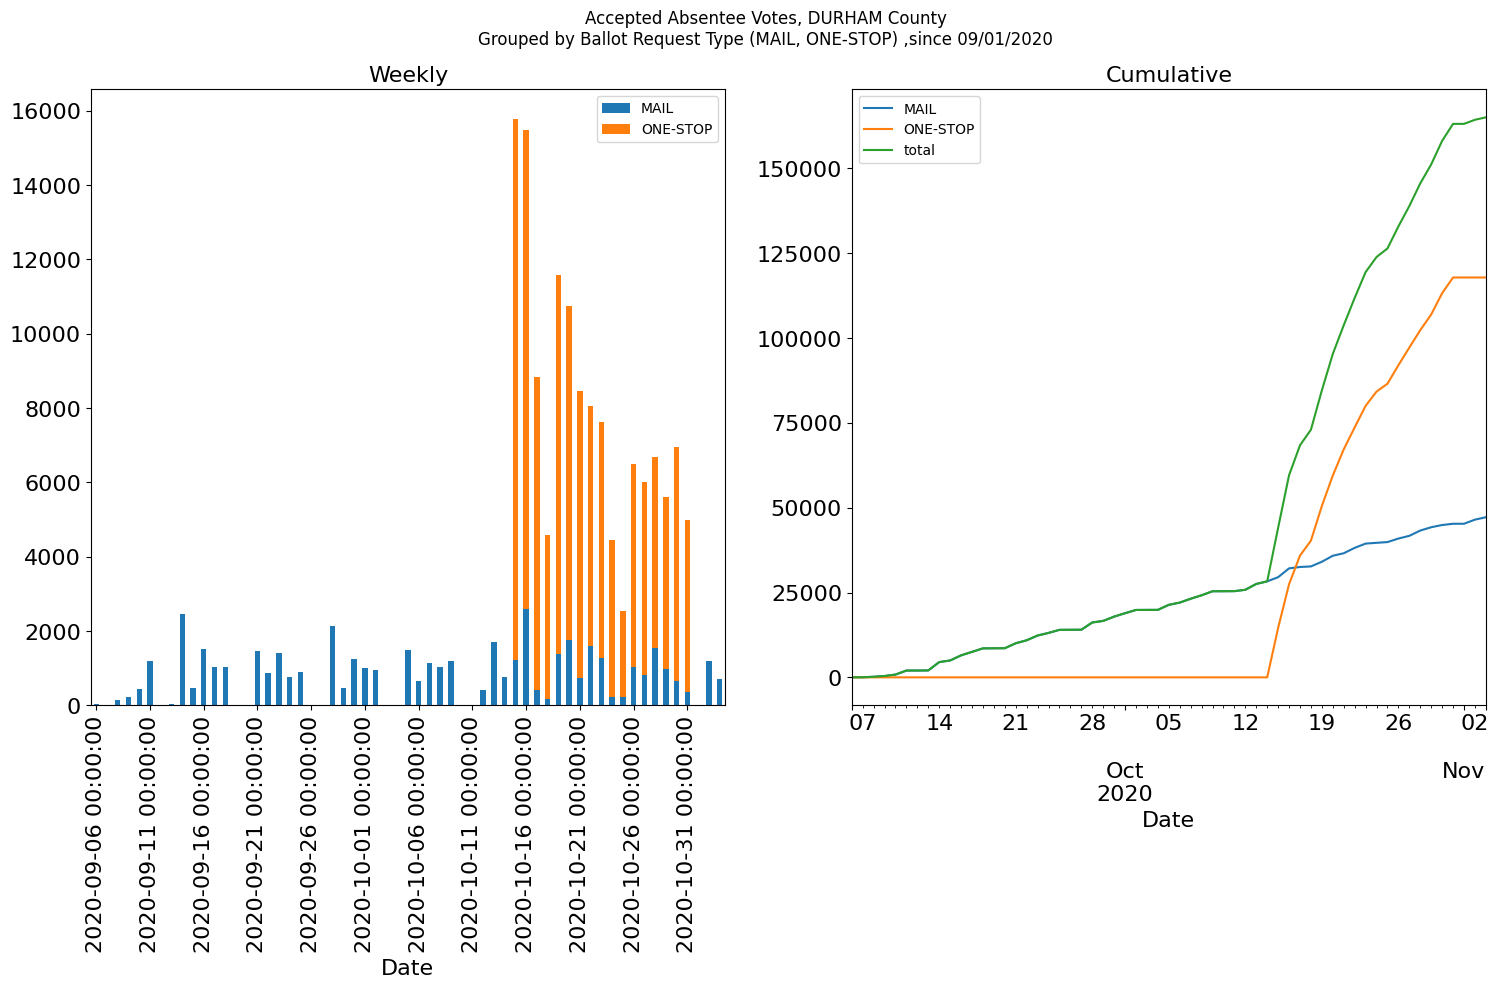 Accepted Absentee Votes, DURHAM County
Grouped by Ballot Request Type (MAIL, ONE-STOP) ,since 09/01/2020
Weekly
MAIL
ONE-STOP
16000
14000
12000
10000
8000
6000
4000
2000
0
2020-09-06 00:00:00
2020-09-11 00:00:00
2020-09-16 00:00:00
2020-09-21 00:00:00
2020-09-26 00:00:00
2020-10-01 00:00:00
2020-10-06 00:00:00
2020-10-11 00:00:00
2020-10-16 00:00:00
2020-10-21 00:00:00
2020-10-26 00:00:00
2020-10-31 00:00:00
Date
Cumulative
MAIL
ONE-STOP
total
150000
125000
100000
75000
50000
25000
0
07 14 21 28 05 12 19 26 02
Oct Nov
2020
Date